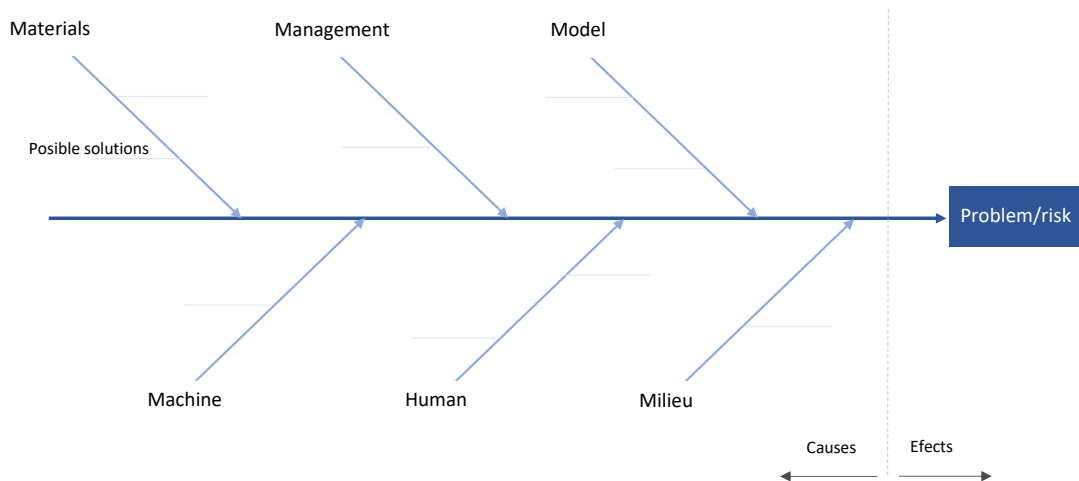 Materials
Management
Model
Posible solutions
Problem/risk
Machine
Human
Milieu
Causes
Efects